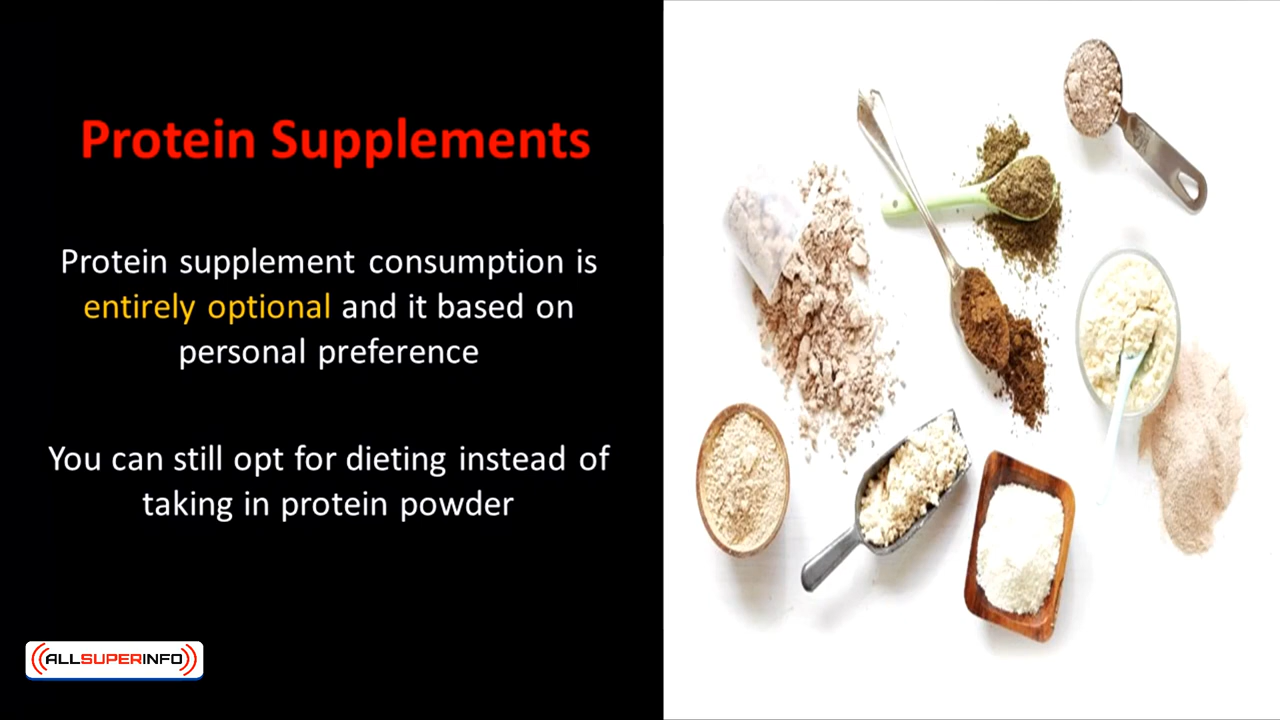 Protein Supplements
Protein supplement consumption is
entirely optional and it based on
personal preference
You can still opt for dieting instead of
taking in protein powder
ALLSUPERINFO